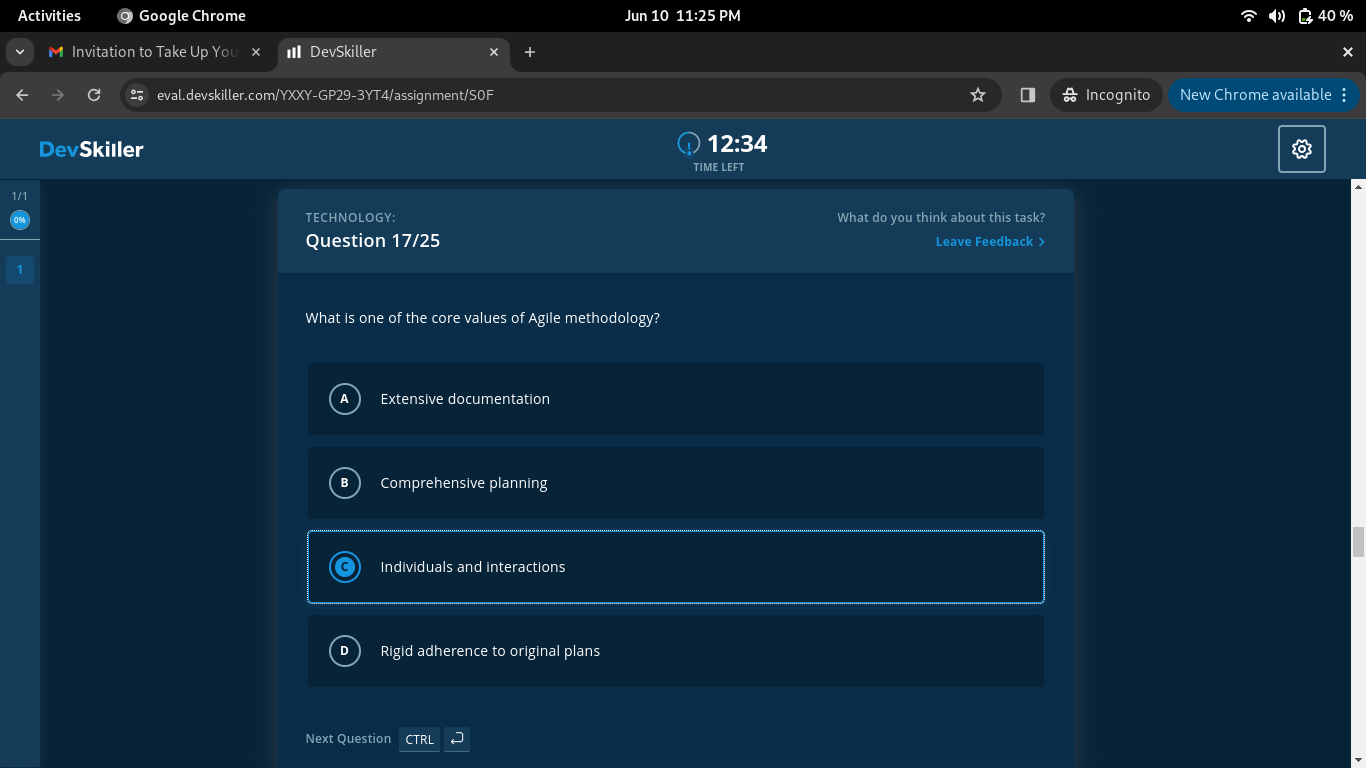 Activities Google Chrome Jun 10 11:25 PM 40 %
Invitation to Take Up You DevSkiller
eval.devskiller.com/YXXY-GP29-3YT4/assignment/S0F Incognito New Chrome available
DevSkiller 12:34
TIME LEFT
1/1
0%
1
TECHNOLOGY: What do you think about this task?
Question 17/25 Leave Feedback
What is one of the core values of Agile methodology?
A Extensive documentation
B Comprehensive planning
C Individuals and interactions
D Rigid adherence to original plans
Next Question CTRL